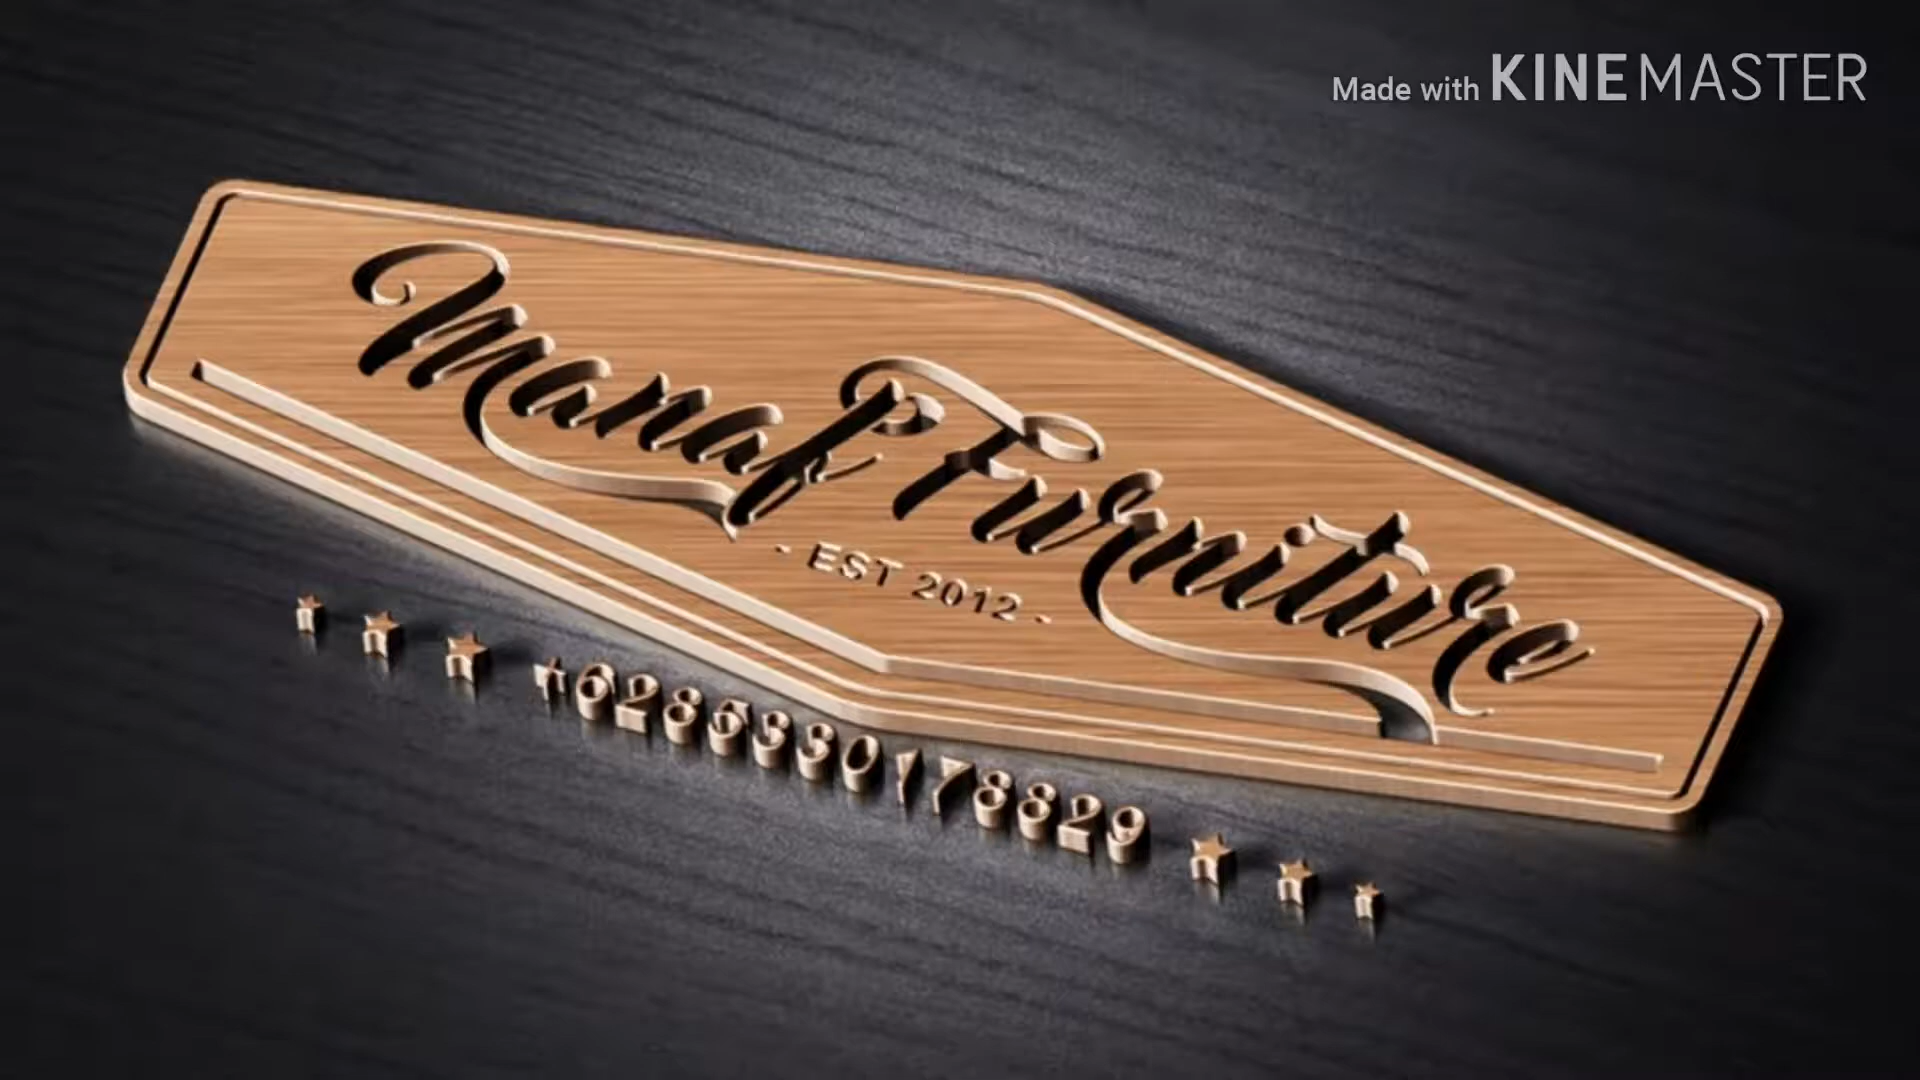 Made with KINEMASTER
Manaf Furniture
- EST 2012 -
+6285330178829